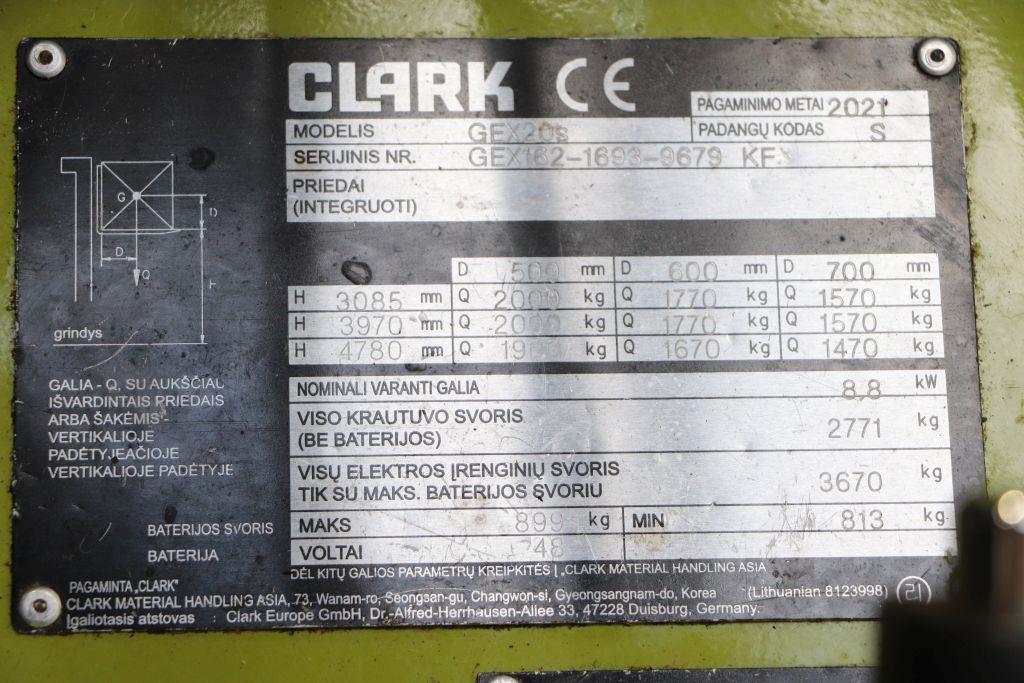 CLARK CE
PAGAMINIMO METAI 2021
MODELIS GEX20s PADANGŲ KODAS S
SERIJINIS NR. GEX162-1693-9679 KF
PRIEDAI
(INTEGRUOTI)
G
D
D
Q
H
grindys
D 500 mm D 600 mm D 700 mm
H 3085 mm Q 2000 kg Q 1770 kg Q 1570 kg
H 3970 mm Q 2000 kg Q 1770 kg Q 1570 kg
H 4780 mm Q 1900 kg Q 1670 kg Q 1470 kg
GALIA - Q, SU AUKŠČIAU
IŠVARDINTAIS PRIEDAIS
ARBA ŠAKĖMIS
VERTIKALIOJE
PADĖTYJEAČIOJE
VERTIKALIOJE PADĖTYJE
NOMINALI VARANTI GALIA 8.8 kW
VISO KRAUTUVO SVORIS
(BE BATERIJOS) 2771 kg
VISŲ ELEKTROS ĮRENGINIŲ SVORIS
TIK SU MAKS. BATERIJOS SVORIU 3670 kg
BATERIJOS SVORIS MAKS 899 kg MIN 813 kg
BATERIJA VOLTAI 48
DĖL KITŲ GALIOS PARAMETRŲ KREIPKITĖS Į „CLARK MATERIAL HANDLING ASIA
PAGAMINTA „CLARK"
CLARK MATERIAL HANDLING ASIA, 73, Wanam-ro, Seongsan-gu, Changwon-si, Gyeongsangnam-do, Korea (Lithuanian 8123998) 21
Įgaliotasis atstovas : Clark Europe GmbH, Dr.-Alfred-Herrhausen-Allee 33, 47228 Duisburg, Germany.